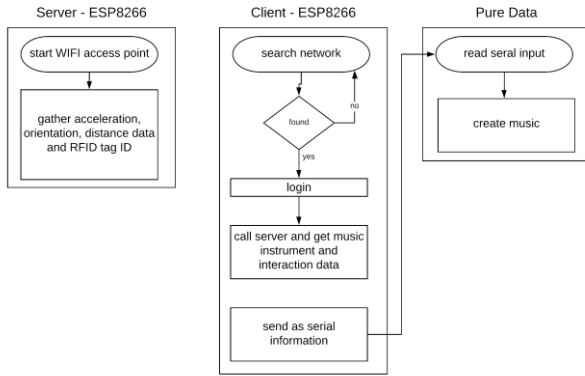 Server - ESP8266
start WIFI access point
gather acceleration,
orientation, distance data
and RFID tag ID
Client - ESP8266
search network
found
no
yes
login
call server and get music
instrument and
interaction data
send as serial
information
Pure Data
read seral input
create music